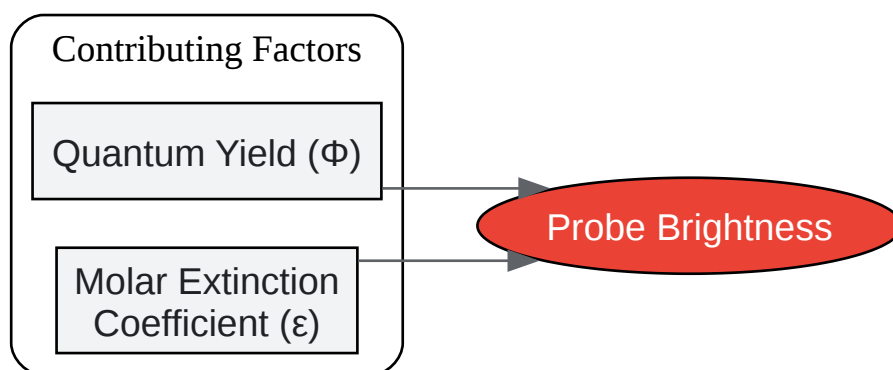 Contributing Factors
Quantum Yield (Φ)
Probe Brightness
Molar Extinction
Coefficient (ε)